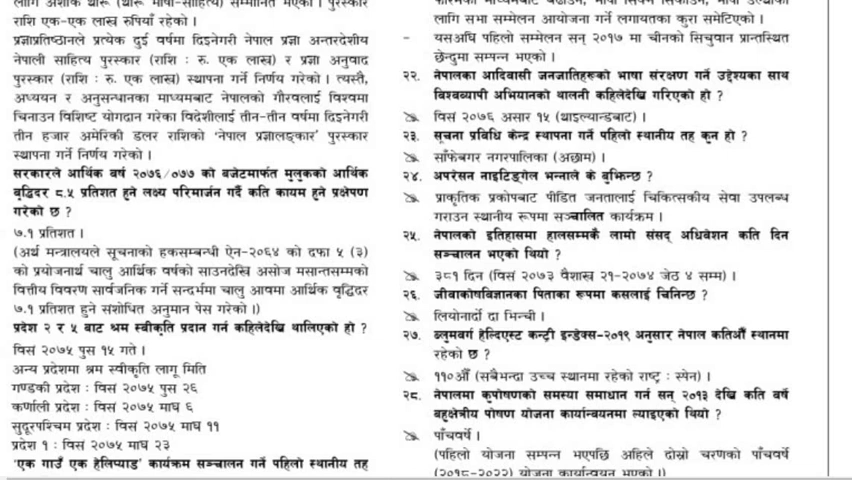 लागि अशोक थारू (थारू भाषा-साहित्य) सम्मानित भएको । पुरस्कार
राशि एक-एक लाख रुपियाँ रहेको ।
प्रज्ञाप्रतिष्ठानले प्रत्येक दुई वर्षमा दिइनेगरी नेपाल प्रज्ञा अन्तरदेशीय
नेपाली साहित्य पुरस्कार (राशि : रु. एक लाख) र प्रज्ञा अनुवाद
पुरस्कार (राशि : रु. एक लाख) स्थापना गर्ने निर्णय गरेको । त्यस्तै,
अध्ययन र अनुसन्धानका माध्यमबाट नेपालको गौरवलाई विश्वमा
चिनाउन विशिष्ट योगदान गरेका विदेशीलाई तीन-तीन वर्षमा दिइनेगरी
तीन हजार अमेरिकी डलर राशिको 'नेपाल प्रज्ञालङ्कार' पुरस्कार
स्थापना गर्ने निर्णय गरेको ।
सरकारले आर्थिक बर्ष २०७६/०७७ को बजेटमार्फत मुलुकको आर्थिक
बृद्धिदर ८.५ प्रतिशत हुने लक्ष्य परिमार्जन गर्दै कति कायम हुने प्रक्षेपण
गरेको छ ?
७.१ प्रतिशत ।
(अर्थ मन्त्रालयले सूचनाको हकसम्बन्धी ऐन-२०६४ को दफा ५ (३)
को प्रयोजनार्थ चालु आर्थिक वर्षको साउनदेखि असोज मसान्तसम्मको
वित्तीय विवरण सार्वजनिक गर्ने सन्दर्भमा चालु आवमा आर्थिक वृद्धिदर
७.१ प्रतिशत हुने संशोधित अनुमान पेस गरेको ।)
प्रदेश २ र ५ बाट श्रम स्वीकृति प्रदान गर्न कहिलेदेखि थालिएको हो ?
विसं २०७५ पुस १५ गते ।
अन्य प्रदेशमा श्रम स्वीकृति लागू मिति
गण्डकी प्रदेश : विसं २०७५ पुस २६
कर्णाली प्रदेश : विसं २०७५ माघ ६
सुदूरपश्चिम प्रदेश : विसं २०७५ माघ ११
प्रदेश १ : विसं २०७५ माघ २३
'एक गाउँ एक हेलिप्याड' कार्यक्रम सञ्चालन गर्ने पहिलो स्थानीय तह
लागि सभा सम्मेलन आयोजना गर्ने लगायतका कुरा समेटिएको ।
- यसअघि पहिलो सम्मेलन सन् २०१७ मा चीनको सिचुवान प्रान्तस्थित
छेन्दुमा सम्पन्न भएको ।
२२. नेपालका आदिवासी जनजातिहरूको भाषा संरक्षण गर्ने उद्देश्यका साथ
बिश्वब्यापी अभियानको थालनी कहिलेदेखि गरिएको हो ?
विसं २०७६ असार १५ (थाइल्यान्डबाट) ।
२३. सूचना प्रबिधि केन्द्र स्थापना गर्ने पहिलो स्थानीय तह कुन हो ?
साँफेबगर नगरपालिका (अछाम) ।
२४. अपरेसन नाइटिङ्गेल भन्नाले के बुझिन्छ ?
प्राकृतिक प्रकोपबाट पीडित जनतालाई चिकित्सकीय सेवा उपलब्ध
गराउन स्थानीय रूपमा सञ्चालित कार्यक्रम ।
२५. नेपालको इतिहासमा हालसम्मकै लामो संसद् अधिबेशन कति दिन
सञ्चालन भएको थियो ?
३८१ दिन (विसं २०७३ वैशाख २१-२०७४ जेठ ४ सम्म) ।
२६. जीवाकोषबिज्ञानका पिताका रूपमा कसलाई चिनिन्छ ?
लियोनार्दो दा भिन्ची ।
२७. ब्लुमबर्ग हेल्दिएस्ट कन्ट्री इन्डेक्स-२०१९ अनुसार नेपाल कतिऔँ स्थानमा
रहेको छ ?
११०औँ (सबैभन्दा उच्च स्थानमा रहेको राष्ट्र : स्पेन) ।
२८. नेपालमा कुपोषणको समस्या समाधान गर्न सन् २०१३ देखि कति बर्षे
बहुक्षेत्रीय पोषण योजना कार्यान्वयनमा ल्याइएको थियो ?
पाँचवर्षे ।
(पहिलो योजना सम्पन्न भएपछि अहिले दोस्रो चरणको पाँचवर्षे
(२०१८-२०२२) योजना कार्यान्वयन भएको ।)